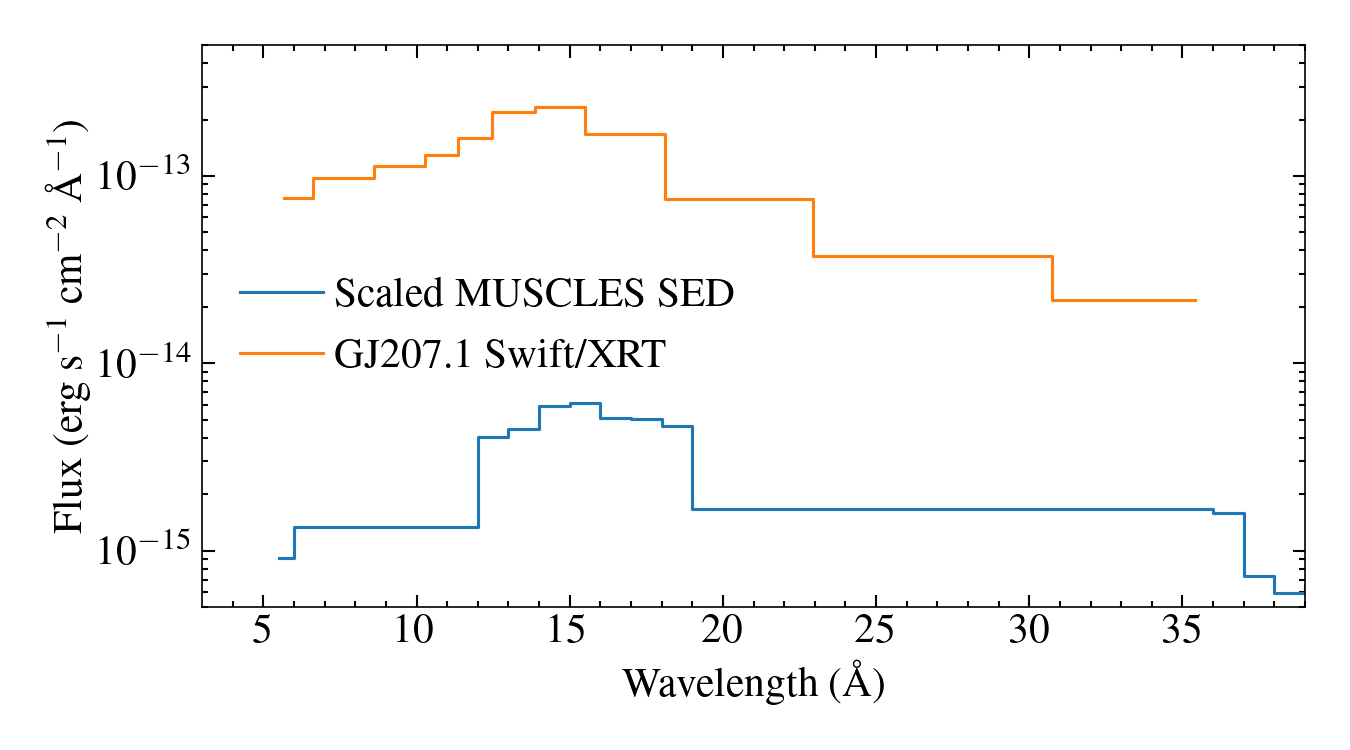 Flux (erg s⁻¹ cm⁻² Å⁻¹)
10⁻¹³
10⁻¹⁴
10⁻¹⁵
Scaled MUSCLES SED
GJ207.1 Swift/XRT
5 10 15 20 25 30 35
Wavelength (Å)